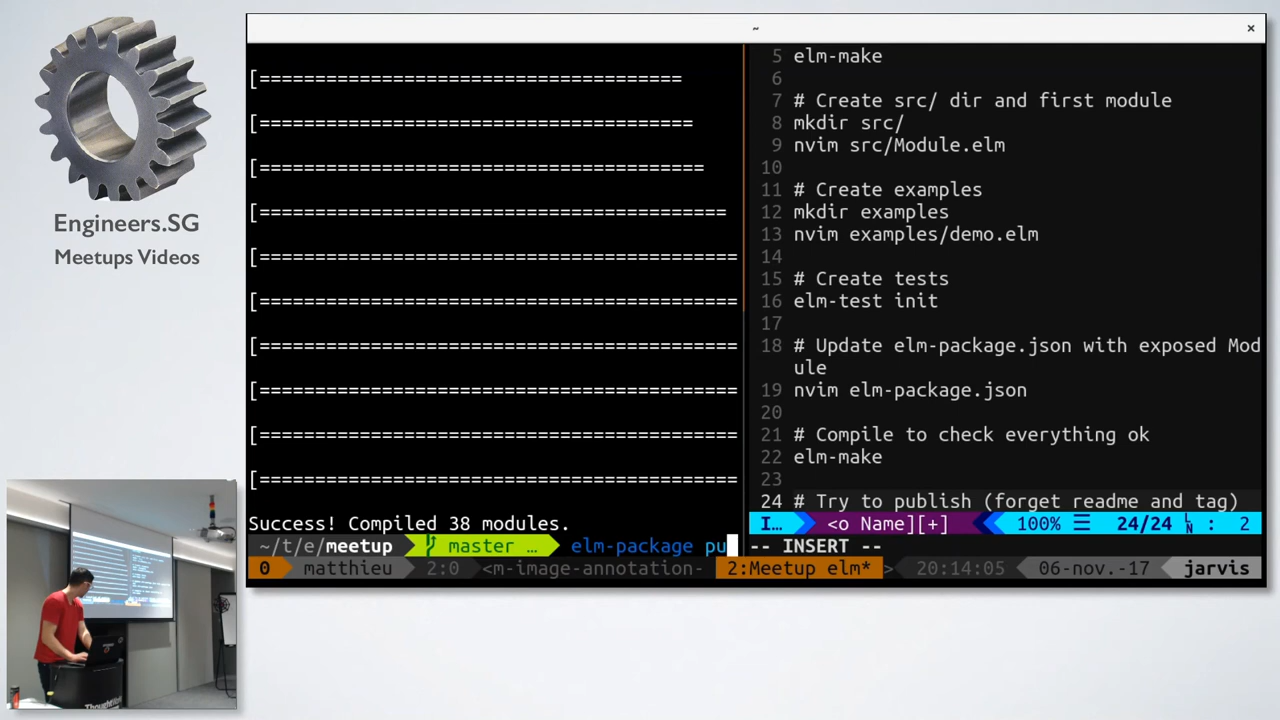 Engineers.SG
Meetups Videos
~
×
[====================================
[=====================================
[======================================
[========================================
[=========================================
[=========================================
[=========================================
[=========================================
[=========================================
[=========================================
Success! Compiled 38 modules.
~/t/e/meetup master … elm-package pu
5 elm-make
6
7 # Create src/ dir and first module
8 mkdir src/
9 nvim src/Module.elm
10
11 # Create examples
12 mkdir examples
13 nvim examples/demo.elm
14
15 # Create tests
16 elm-test init
17
18 # Update elm-package.json with exposed Mod
ule
19 nvim elm-package.json
20
21 # Compile to check everything ok
22 elm-make
23
24 # Try to publish (forget readme and tag)
I… <o Name][+] 100% ☰ 24/24 LN : 2
-- INSERT --
0 matthieu 2:0 <m-image-annotation- 2:Meetup elm* > 20:14:05 06-nov.-17 jarvis